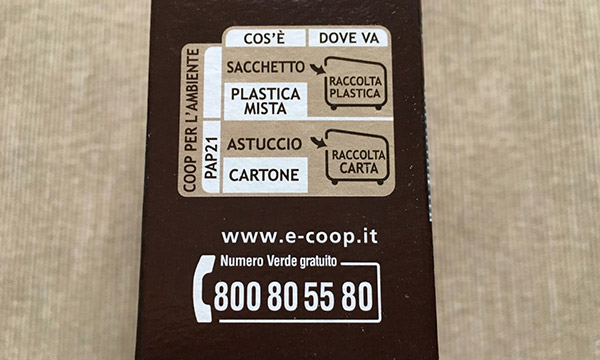 COS'È DOVE VA
COOP PER L'AMBIENTE
SACCHETTO
PLASTICA
MISTA
RACCOLTA
PLASTICA
PAP21
ASTUCCIO
CARTONE
RACCOLTA
CARTA
www.e-coop.it
Numero Verde gratuito
800 80 55 80